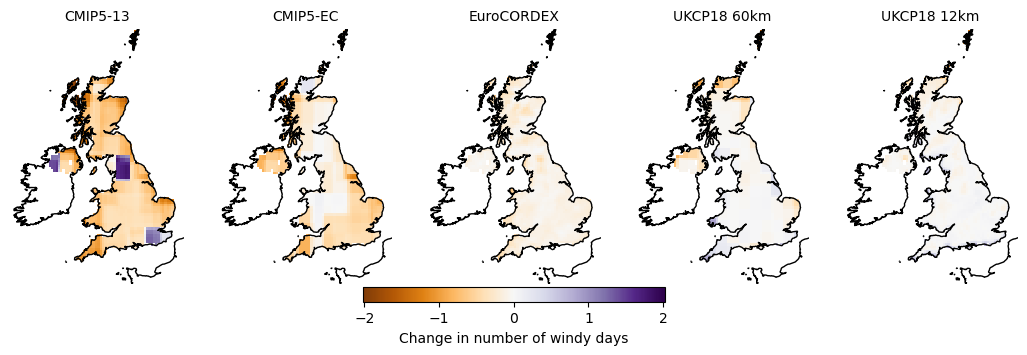 CMIP5-13
CMIP5-EC
EuroCORDEX
UKCP18 60km
UKCP18 12km
−2
−1
0
1
2
Change in number of windy days